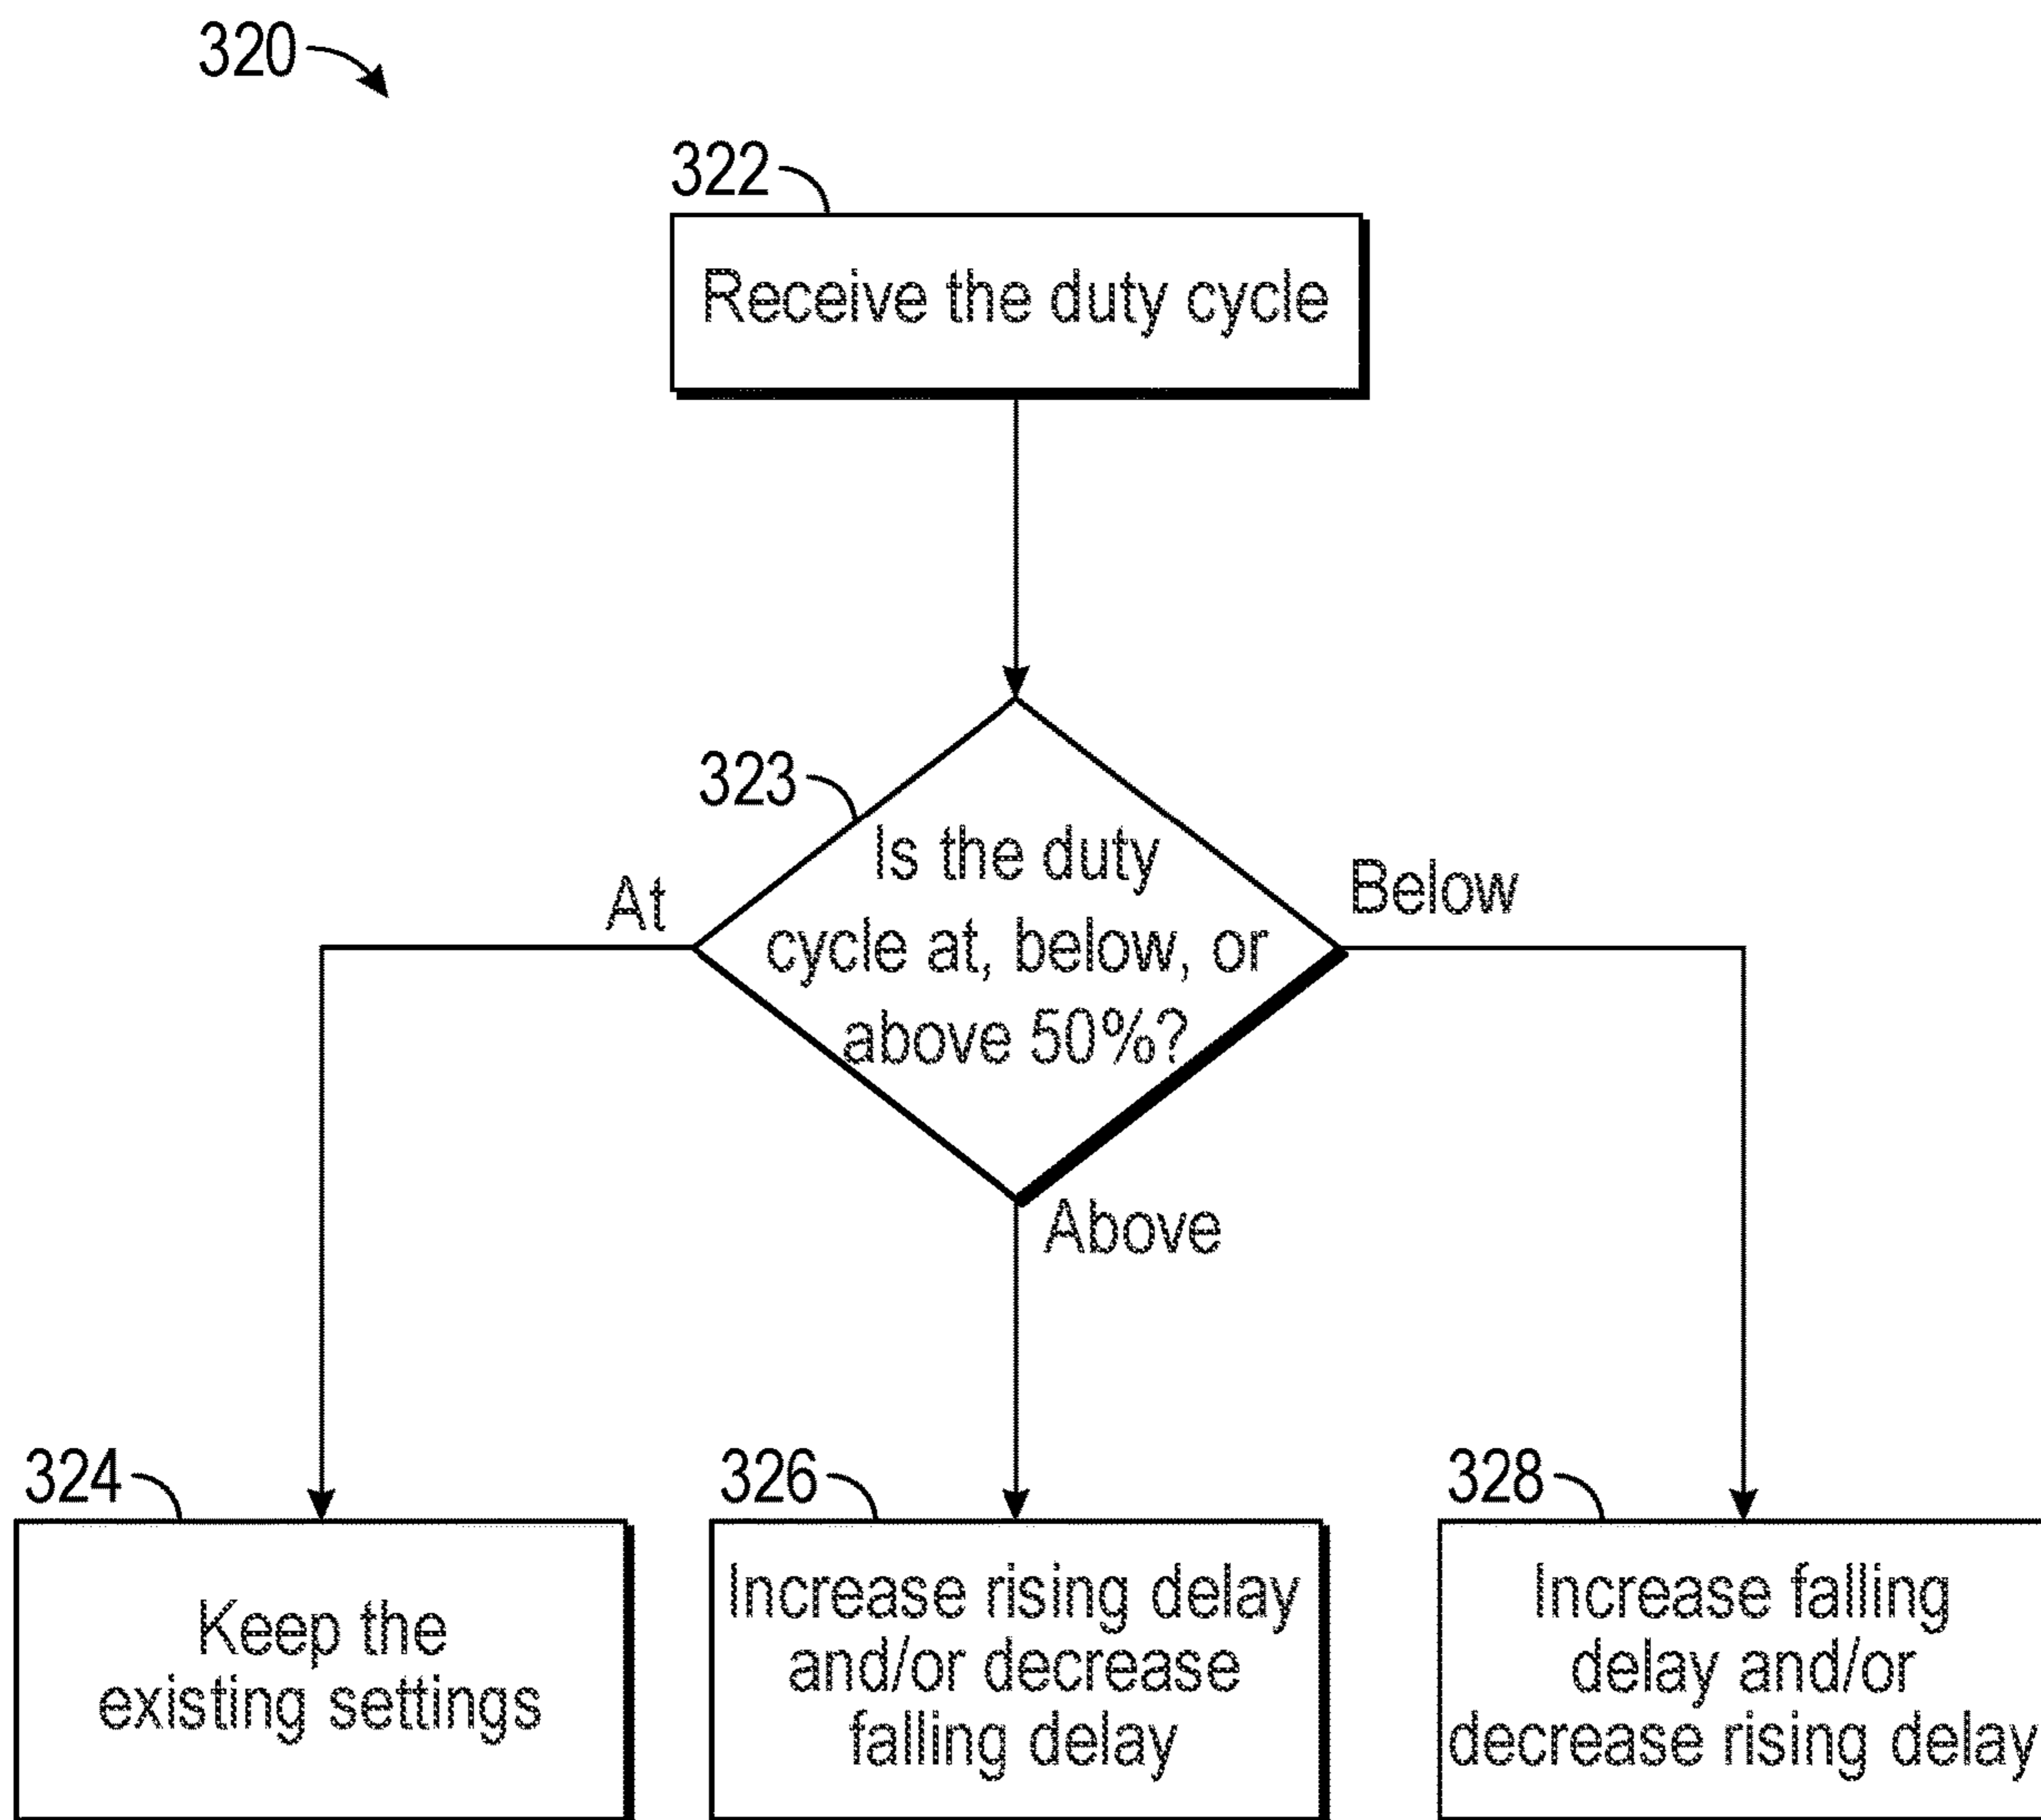 320
322
Receive the duty cycle
323
Is the duty
cycle at, below, or
above 50%?
At
Below
Above
324
Keep the
existing settings
326
Increase rising delay
and/or decrease
falling delay
328
Increase falling
delay and/or
decrease rising delay